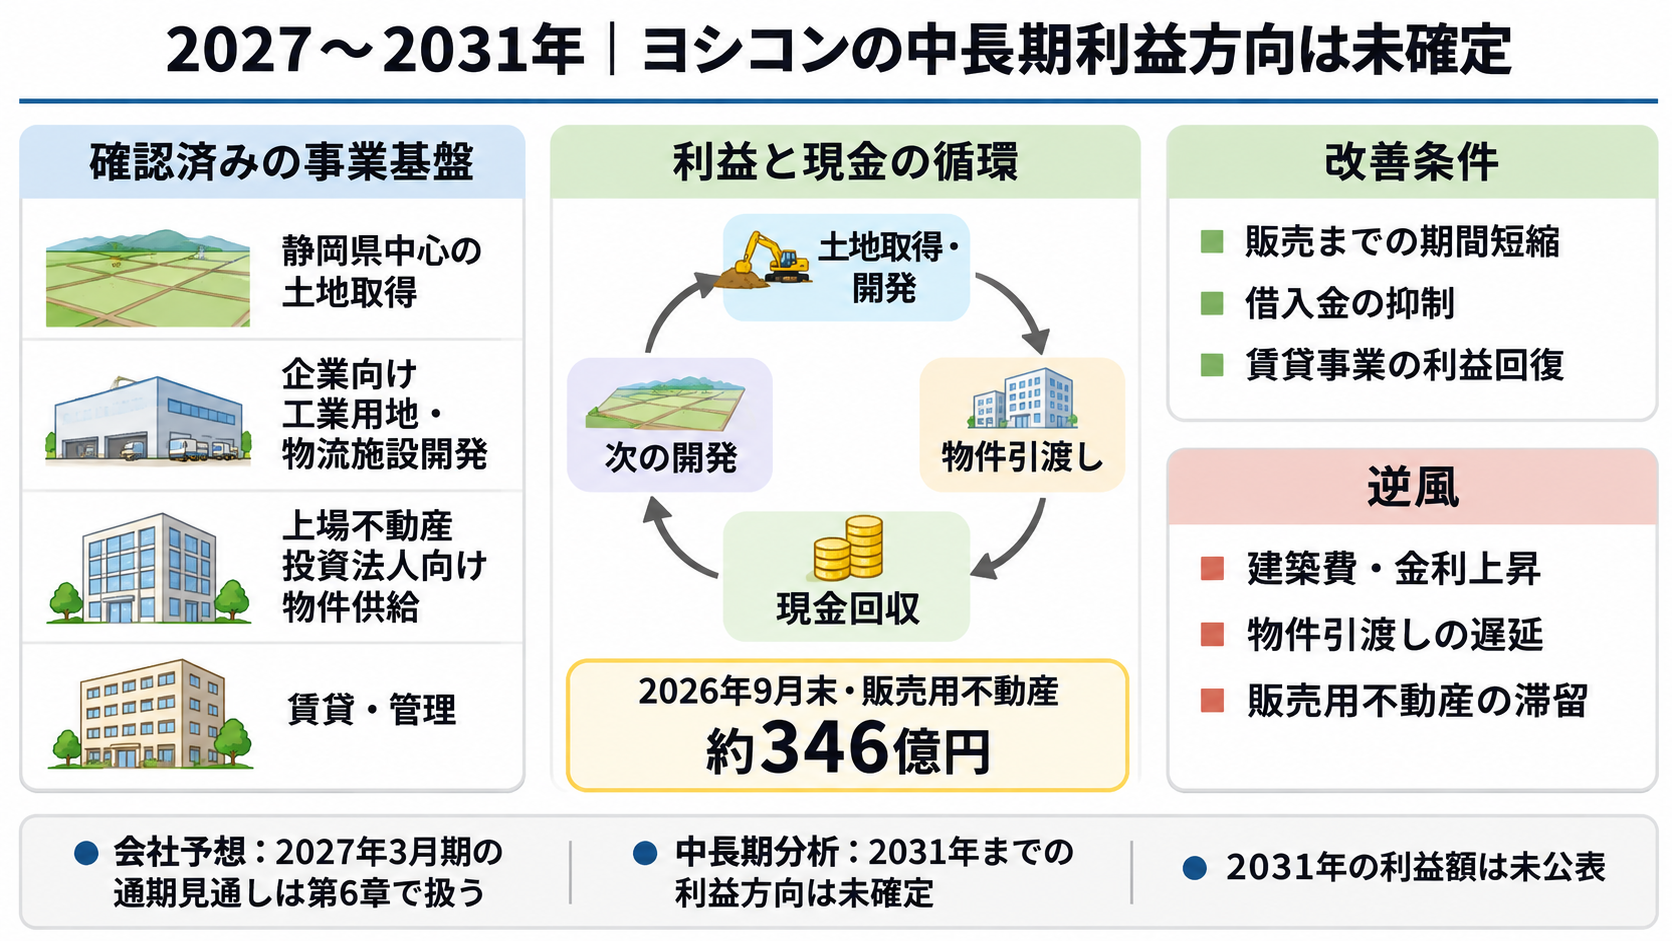 2027～2031年｜ヨシコンの中長期利益方向は未確定
確認済みの事業基盤
静岡県中心の
土地取得
企業向け
工業用地・
物流施設開発
上場不動産
投資法人向け
物件供給
賃貸・管理
利益と現金の循環
土地取得・
開発
物件引渡し
現金回収
次の開発
2026年9月末・販売用不動産
約346億円
改善条件
販売までの期間短縮
借入金の抑制
賃貸事業の利益回復
逆風
建築費・金利上昇
物件引渡しの遅延
販売用不動産の滞留
会社予想：2027年3月期の
通期見通しは第6章で扱う
中長期分析：2031年までの
利益方向は未確定
2031年の利益額は未公表